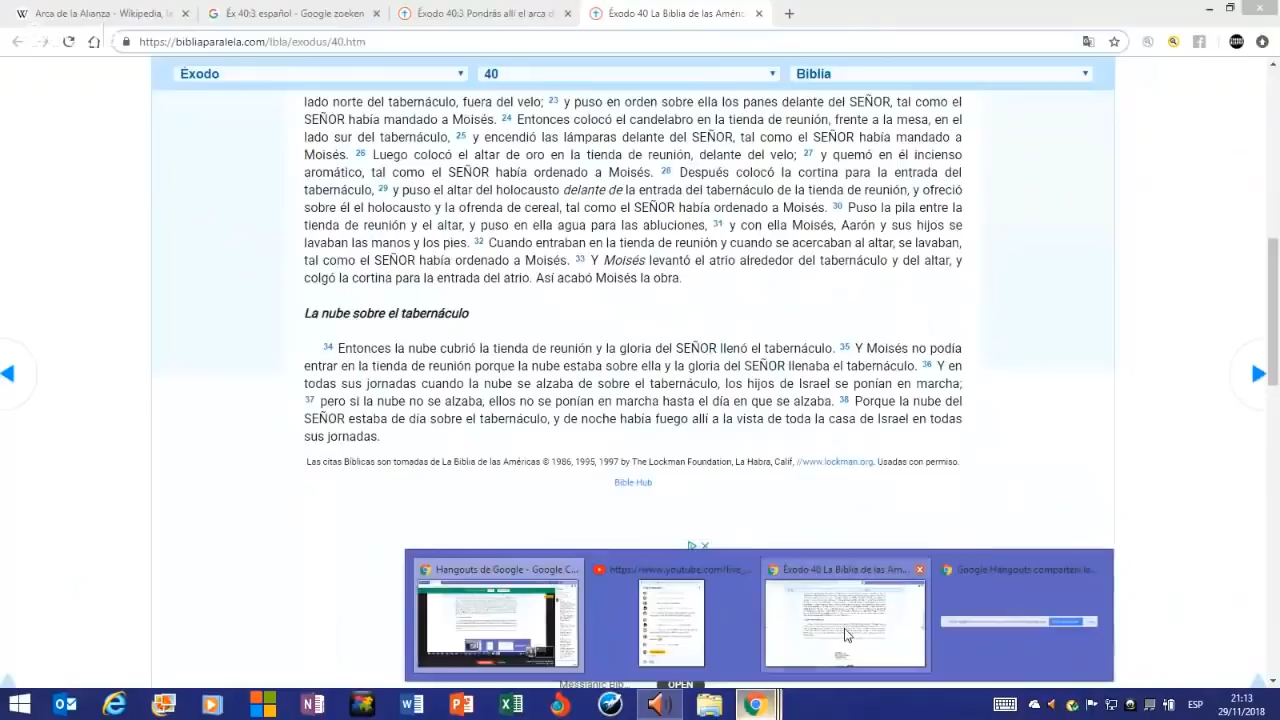 Arca de la Alianza - Wikipedia, l
Éx 40:3 español - Google zoeken
Éxodo 40:3 Pondrás allí el arca d
Éxodo 40 La Biblia de las Améric
https://bibliaparalela.com/lbla/exodus/40.htm
Éxodo
40
Biblia
lado norte del tabernáculo, fuera del velo; 23 y puso en orden sobre ella los panes delante del SEÑOR, tal como el
SEÑOR había mandado a Moisés. 24 Entonces colocó el candelabro en la tienda de reunión, frente a la mesa, en el
lado sur del tabernáculo, 25 y encendió las lámparas delante del SEÑOR, tal como el SEÑOR había mandado a
Moisés. 26 Luego colocó el altar de oro en la tienda de reunión, delante del velo; 27 y quemó en él incienso
aromático, tal como el SEÑOR había ordenado a Moisés. 28 Después colocó la cortina para la entrada del
tabernáculo, 29 y puso el altar del holocausto delante de la entrada del tabernáculo de la tienda de reunión, y ofreció
sobre él el holocausto y la ofrenda de cereal, tal como el SEÑOR había ordenado a Moisés. 30 Puso la pila entre la
tienda de reunión y el altar, y puso en ella agua para las abluciones, 31 y con ella Moisés, Aarón y sus hijos se
lavaban las manos y los pies. 32 Cuando entraban en la tienda de reunión y cuando se acercaban al altar, se lavaban,
tal como el SEÑOR había ordenado a Moisés. 33 Y Moisés levantó el atrio alrededor del tabernáculo y del altar, y
colgó la cortina para la entrada del atrio. Así acabó Moisés la obra.
La nube sobre el tabernáculo
34 Entonces la nube cubrió la tienda de reunión y la gloria del SEÑOR llenó el tabernáculo. 35 Y Moisés no podía
entrar en la tienda de reunión porque la nube estaba sobre ella y la gloria del SEÑOR llenaba el tabernáculo. 36 Y en
todas sus jornadas cuando la nube se alzaba de sobre el tabernáculo, los hijos de Israel se ponían en marcha;
37 pero si la nube no se alzaba, ellos no se ponían en marcha hasta el día en que se alzaba. 38 Porque la nube del
SEÑOR estaba de día sobre el tabernáculo, y de noche había fuego allí a la vista de toda la casa de Israel en todas
sus jornadas.
Las citas Bíblicas son tomadas de La Biblia de las Américas © 1986, 1995, 1997 by The Lockman Foundation, La Habra, Calif, //www.lockman.org. Usadas con permiso.
Bible Hub
Hangouts de Google - Google C...
https://www.youtube.com/live_...
Éxodo 40 La Biblia de las Am...
Google Hangouts comparten la...
Messianic Bib
OPEN
ESP
21:13
29/11/2018